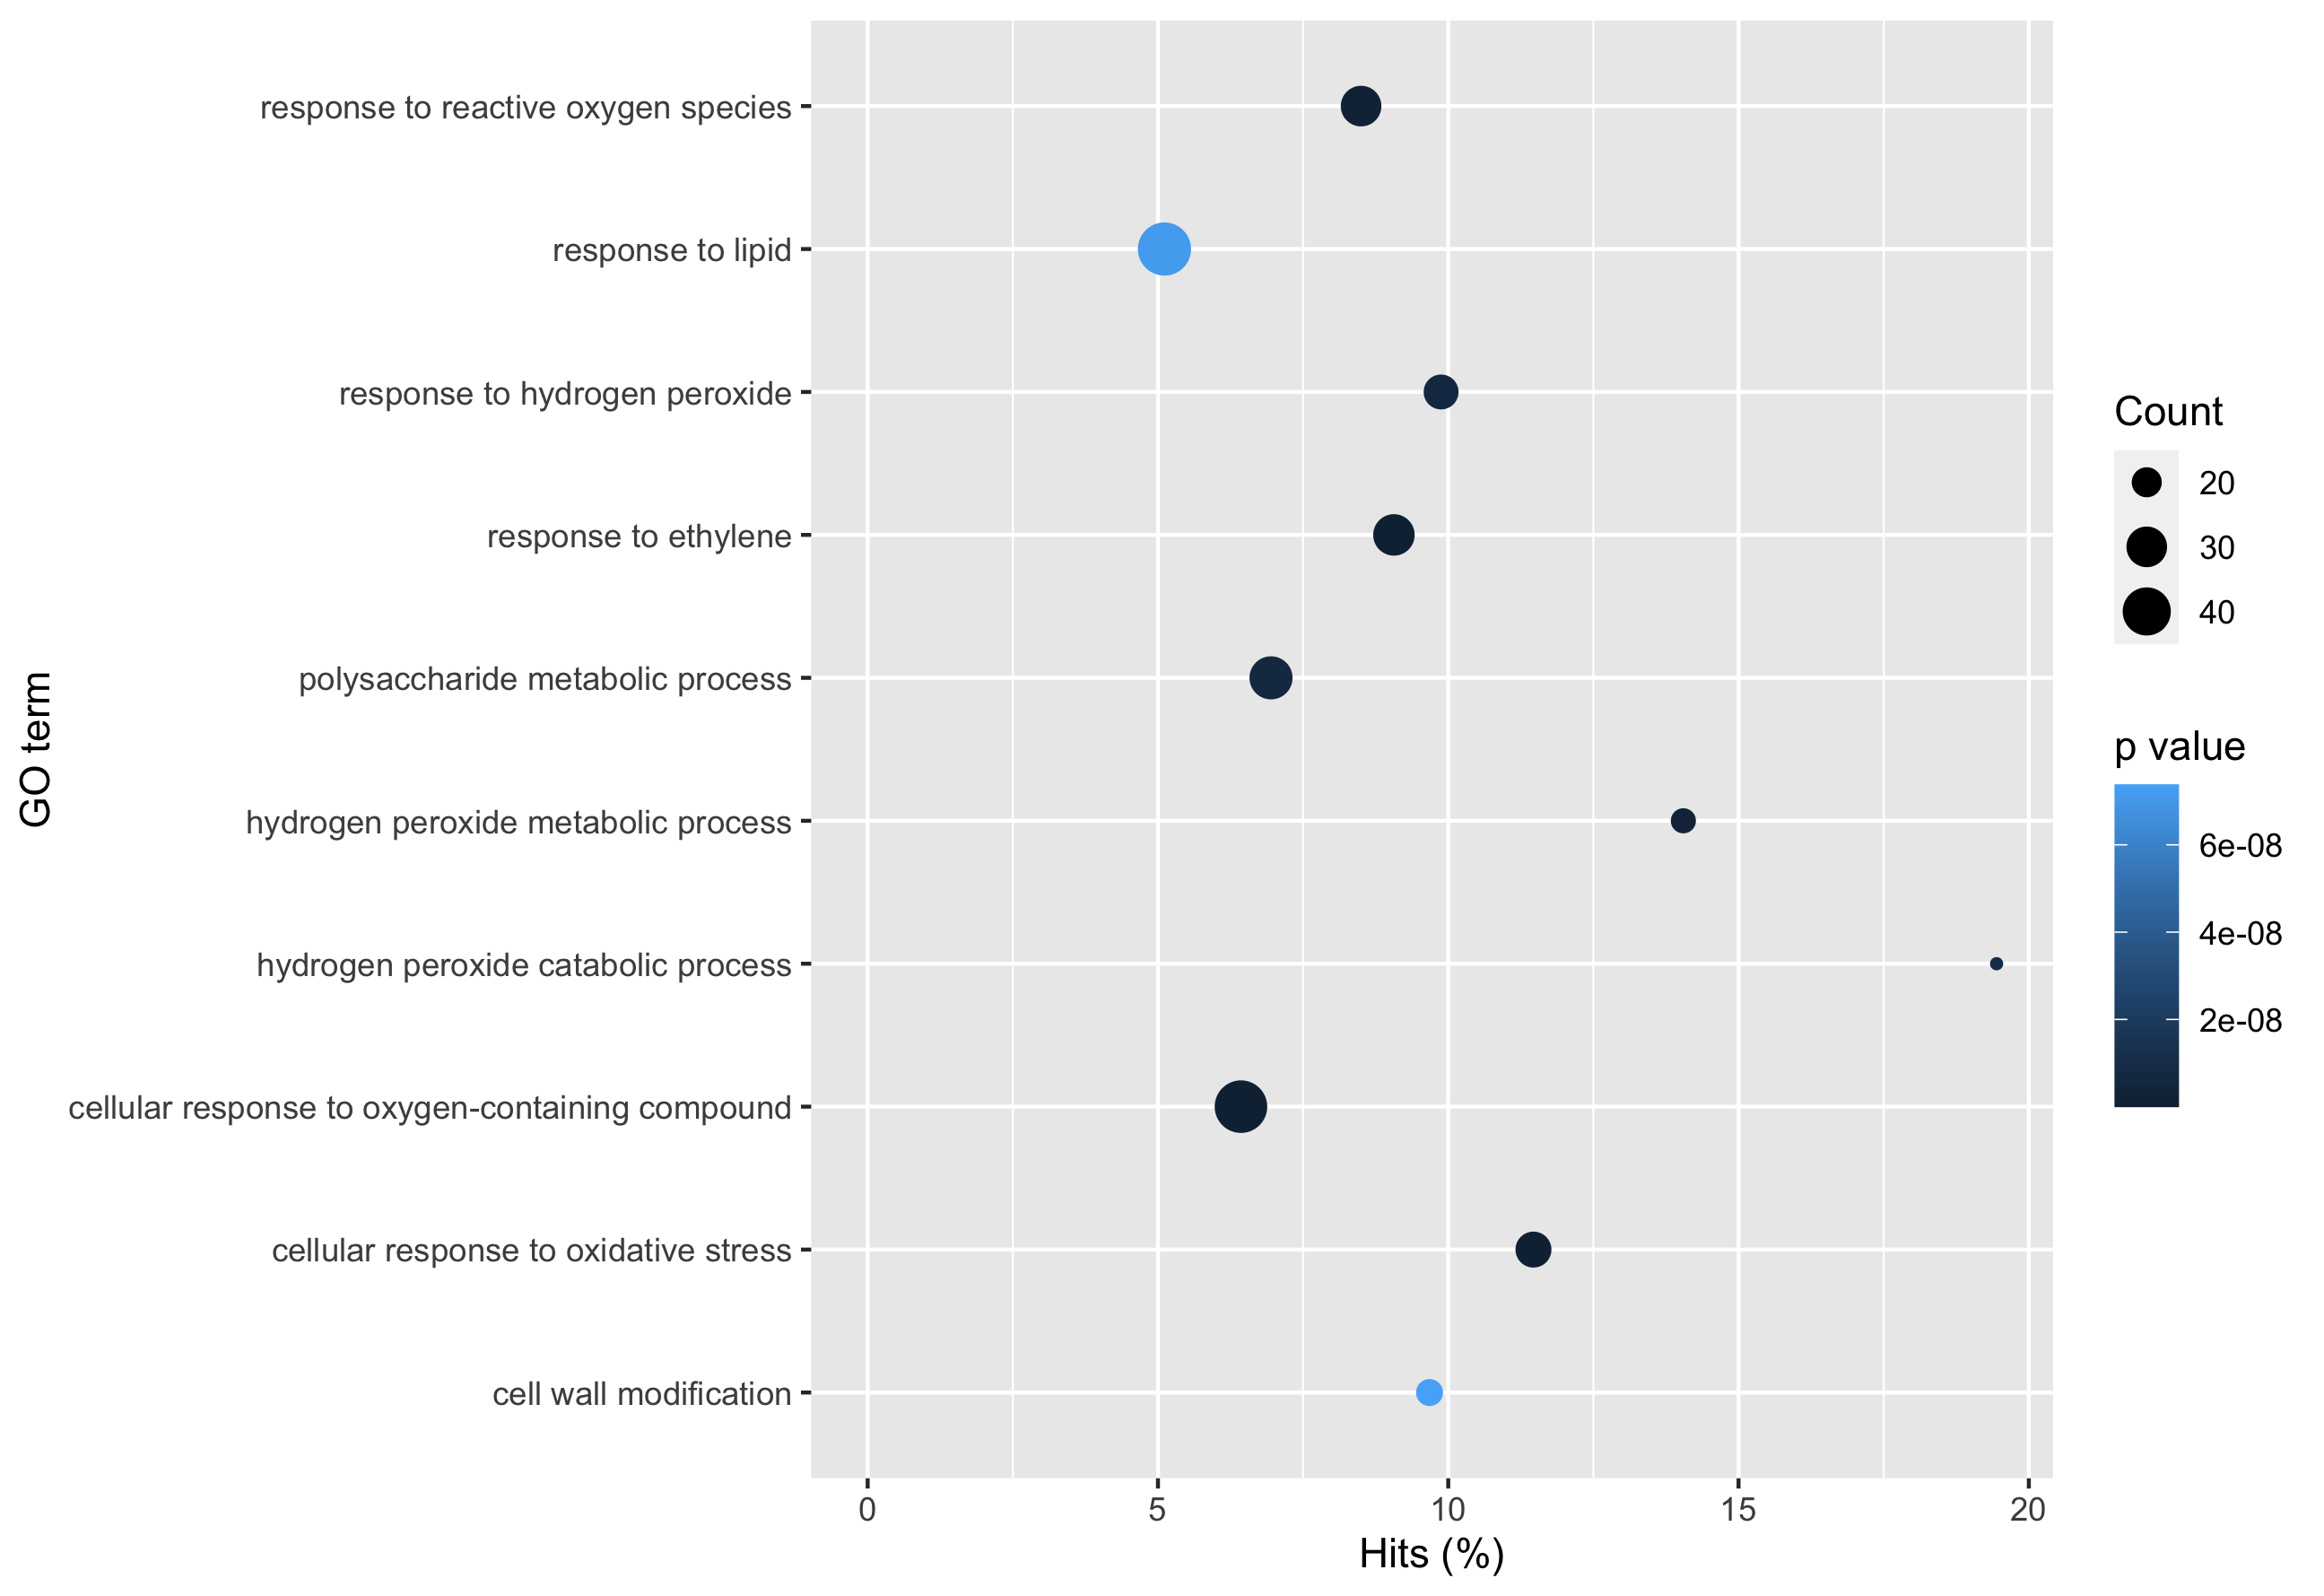 response to reactive oxygen species
response to lipid
response to hydrogen peroxide
response to ethylene
polysaccharide metabolic process
hydrogen peroxide metabolic process
hydrogen peroxide catabolic process
cellular response to oxygen-containing compound
cellular response to oxidative stress
cell wall modification
GO term
0 5 10 15 20
Hits (%)
Count
20
30
40
p value
6e-08
4e-08
2e-08